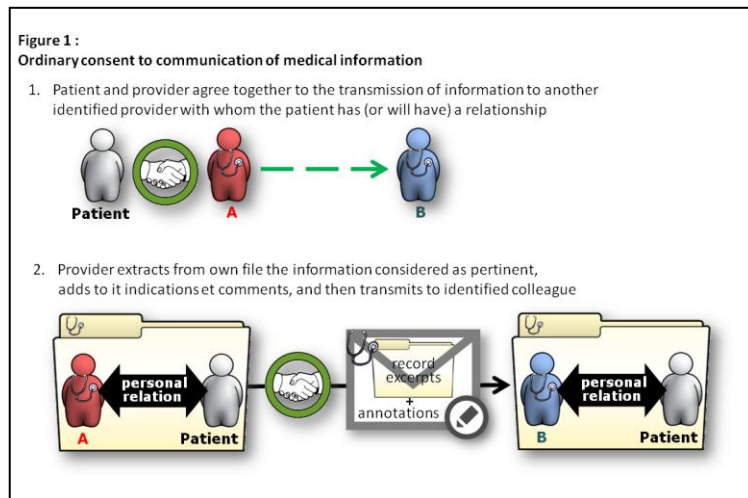 Figure 1 :
Ordinary consent to communication of medical information
1. Patient and provider agree together to the transmission of information to another
identified provider with whom the patient has (or will have) a relationship
Patient
A
B
2. Provider extracts from own file the information considered as pertinent,
adds to it indications et comments, and then transmits to identified colleague
personal
relation
A
Patient
record
excerpts
+
annotations
personal
relation
B
Patient